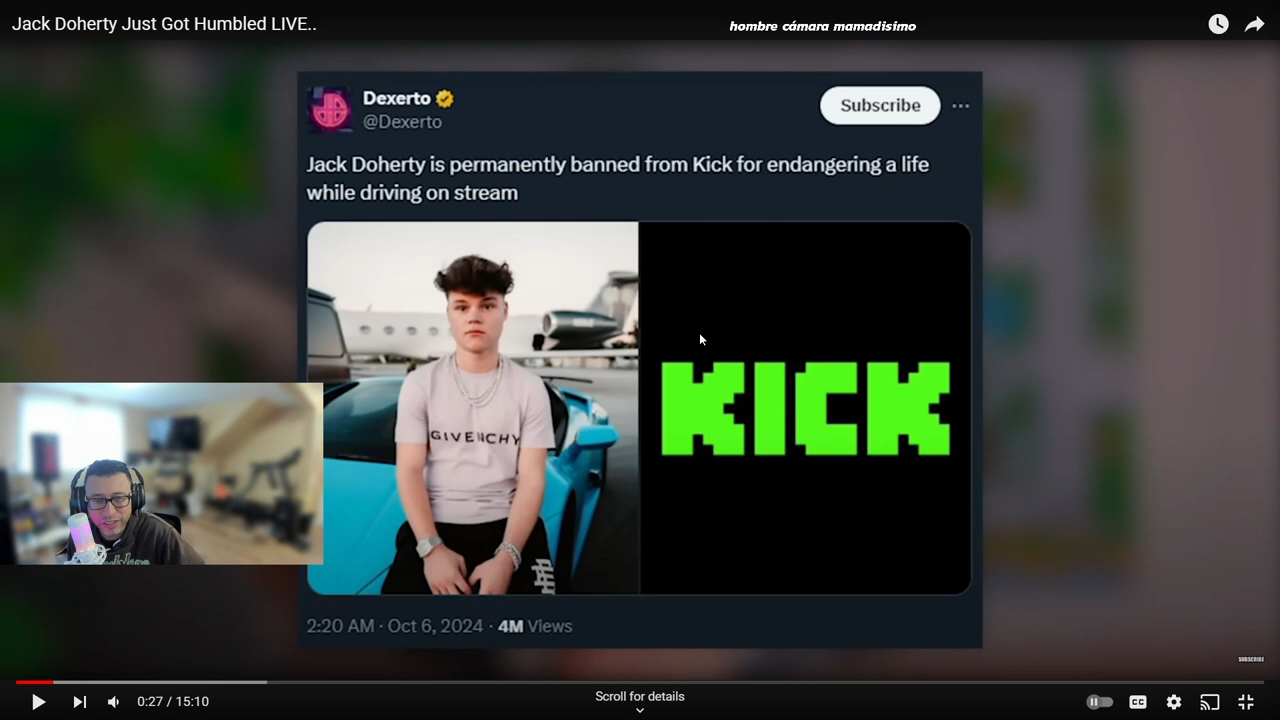 Jack Doherty Just Got Humbled LIVE..
hombre cámara mamadisimo
Dexerto
@Dexerto
Subscribe
Jack Doherty is permanently banned from Kick for endangering a life
while driving on stream
GIVENCHY
KICK
2:20 AM · Oct 6, 2024 · 4M Views
SUBSCRIBE
0:27 / 15:10
Scroll for details
CC